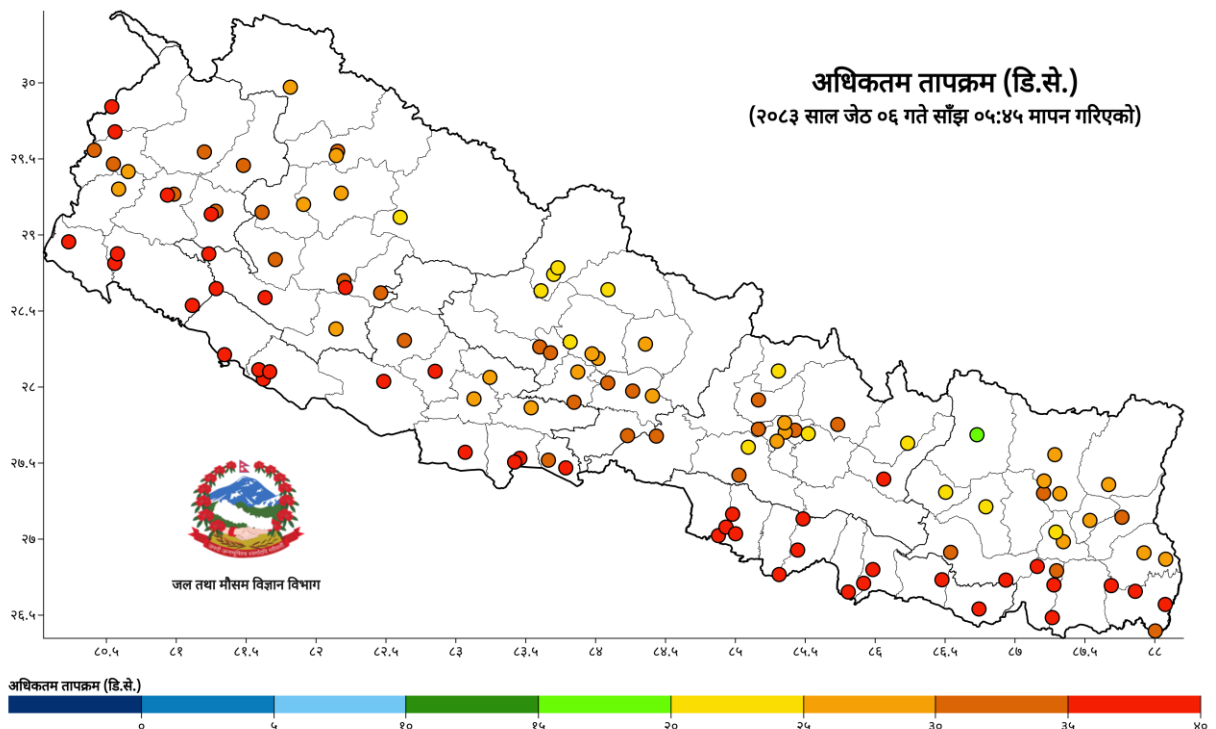 अधिकतम तापक्रम (डि.से.)
(२०८३ साल जेठ ०६ गते साँझ ०५:४५ मापन गरिएको)
३०
२९.५
२९
२८.५
२८
२७.५
२७
२६.५
जल तथा मौसम विज्ञान विभाग
८०.५ ८१ ८१.५ ८२ ८२.५ ८३ ८३.५ ८४ ८४.५ ८५ ८५.५ ८६ ८६.५ ८७ ८७.५ ८८
अधिकतम तापक्रम (डि.से.)
० ५ १० १५ २० २५ ३० ३५ ४०